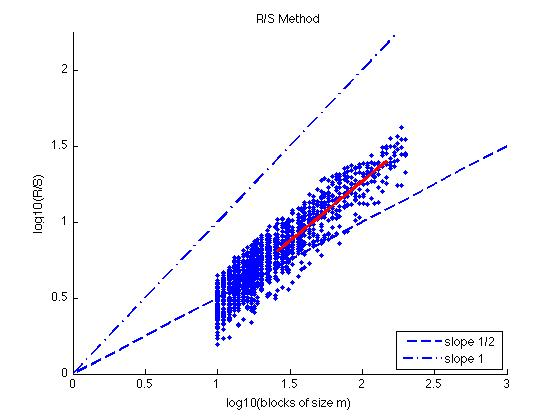 R/S Method
log10(R/S)
2
1.5
1
0.5
0
0 0.5 1 1.5 2 2.5 3
log10(blocks of size m)
slope 1/2
slope 1